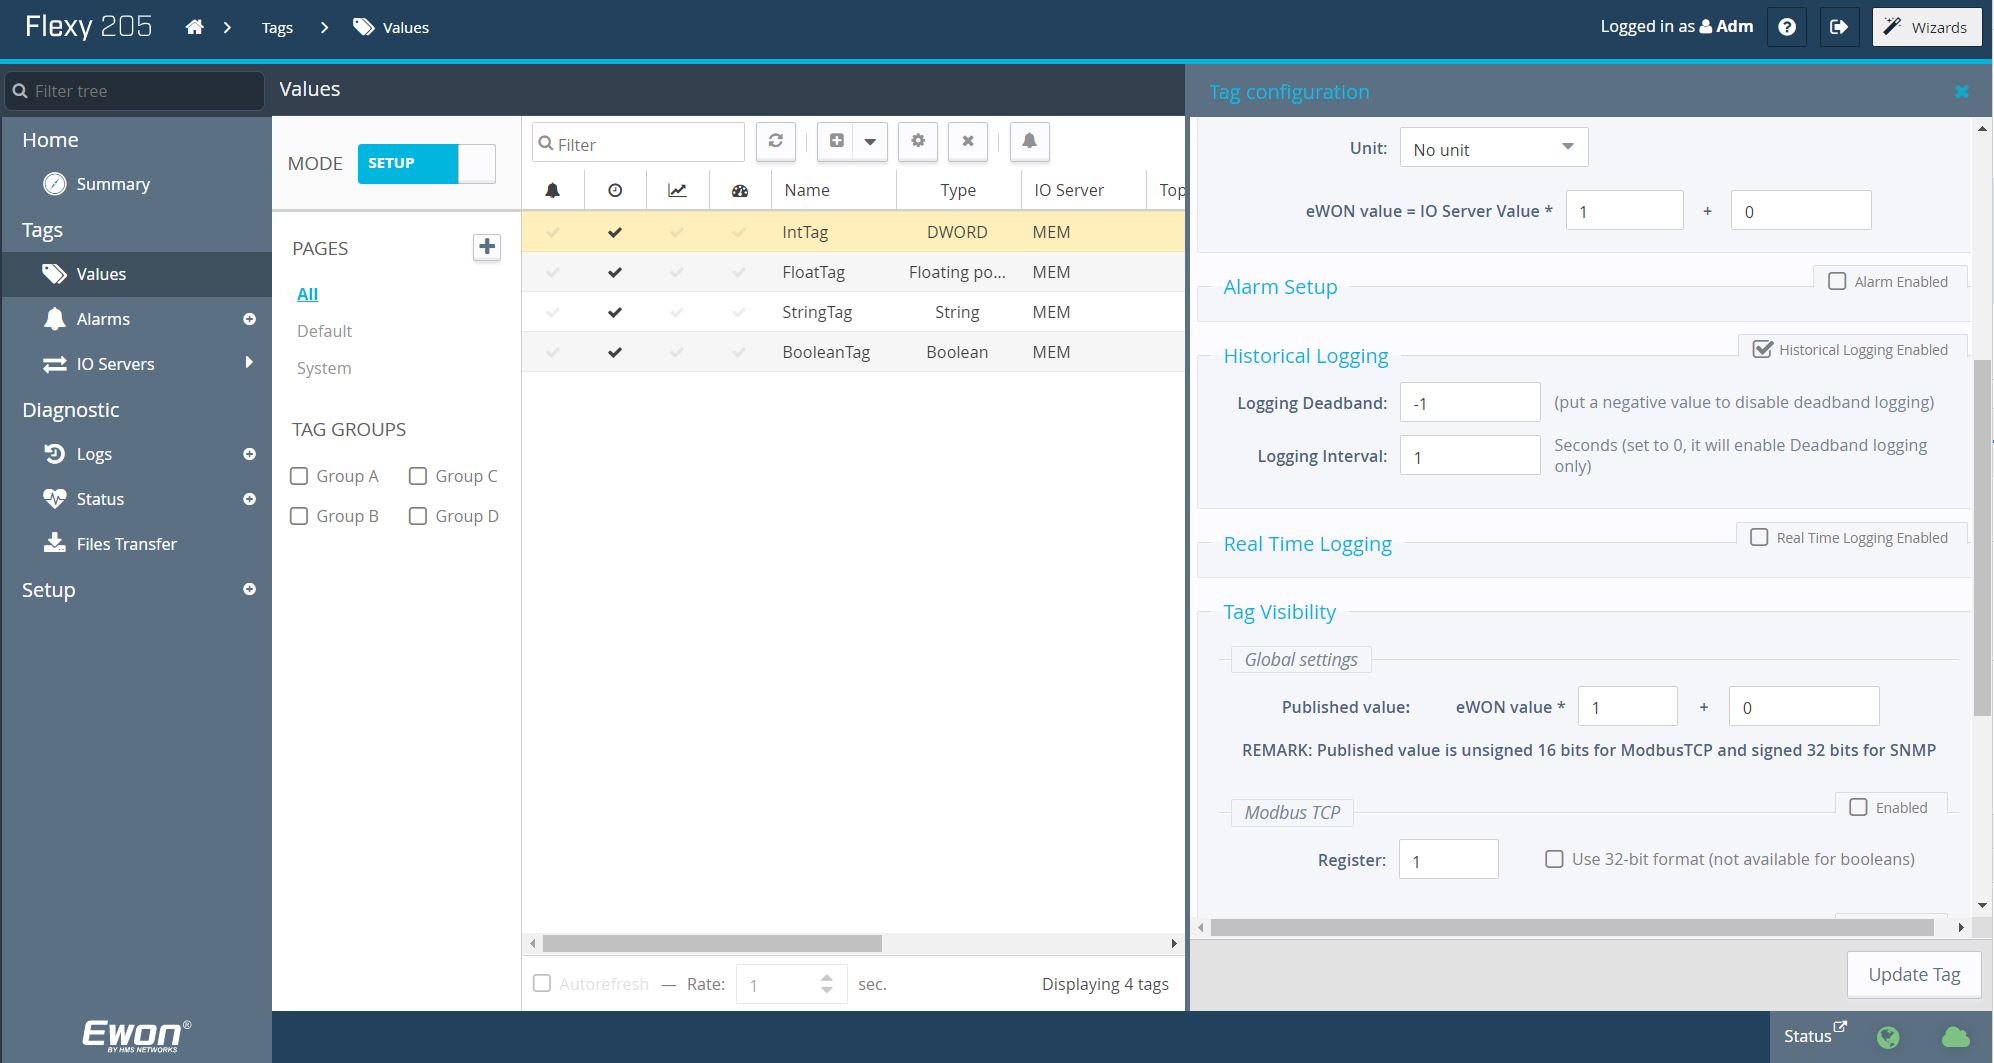 Flexy 205
Tags
Values
Logged in as Adm
Wizards
Filter tree
Home
Summary
Tags
Values
Alarms
IO Servers
Diagnostic
Logs
Status
Files Transfer
Setup
Ewon®
BY HMS NETWORKS
Values
MODE SETUP
PAGES
All
Default
System
TAG GROUPS
Group A Group C
Group B Group D
Filter
Name Type IO Server Top
IntTag DWORD MEM
FloatTag Floating po... MEM
StringTag String MEM
BooleanTag Boolean MEM
Autorefresh — Rate: 1 sec. Displaying 4 tags
Tag configuration
Unit: No unit
eWON value = IO Server Value * 1 + 0
Alarm Setup
Alarm Enabled
Historical Logging
Historical Logging Enabled
Logging Deadband: -1 (put a negative value to disable deadband logging)
Logging Interval: 1 Seconds (set to 0, it will enable Deadband logging
only)
Real Time Logging
Real Time Logging Enabled
Tag Visibility
Global settings
Published value: eWON value * 1 + 0
REMARK: Published value is unsigned 16 bits for ModbusTCP and signed 32 bits for SNMP
Modbus TCP
Enabled
Register: 1 Use 32-bit format (not available for booleans)
Update Tag
Status